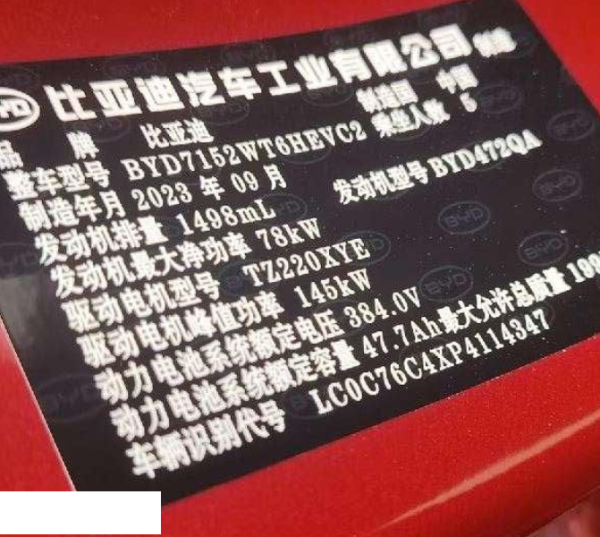 比亚迪汽车工业有限公司 制造
品牌 比亚迪 制造国 中国
整车型号 BYD7152WT6HEVC2 乘坐人数 5
制造年月 2023 年 09 月 发动机型号 BYD472QA
发动机排量 1498mL
发动机最大净功率 78kW
驱动电机型号 TZ220XYE
驱动电机峰值功率 145kW
动力电池系统额定电压 384.0V
动力电池系统额定容量 47.7Ah 最大允许总质量
车辆识别代号 LC0C76C4XP4114347